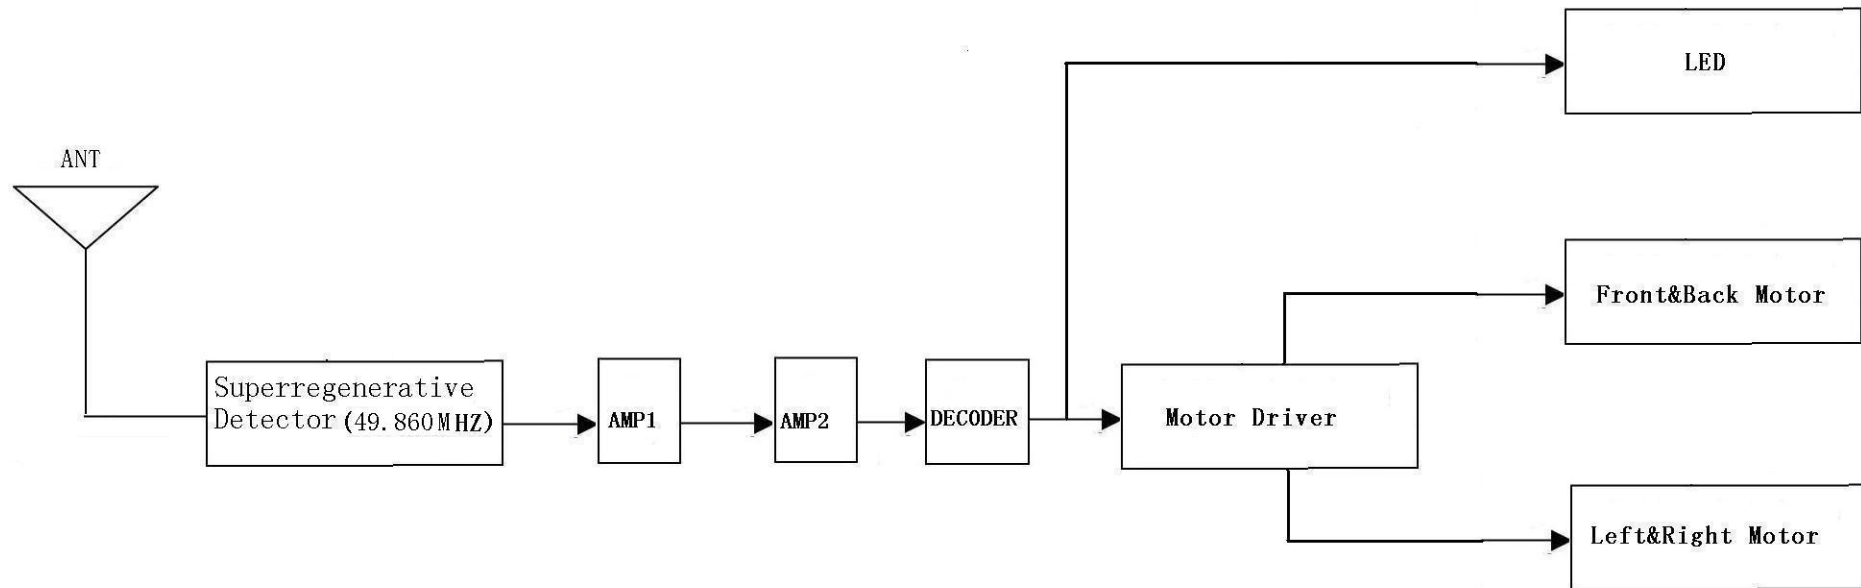 LED
ANT
Front&Back Motor
Superregenerative
Detector(49.860MHZ)
AMP1
AMP2
DECODER
Motor Driver
Left&Right Motor